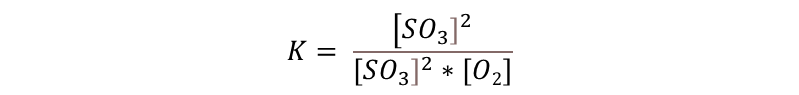 K = [SO₃]² / [SO₃]² * [O₂]